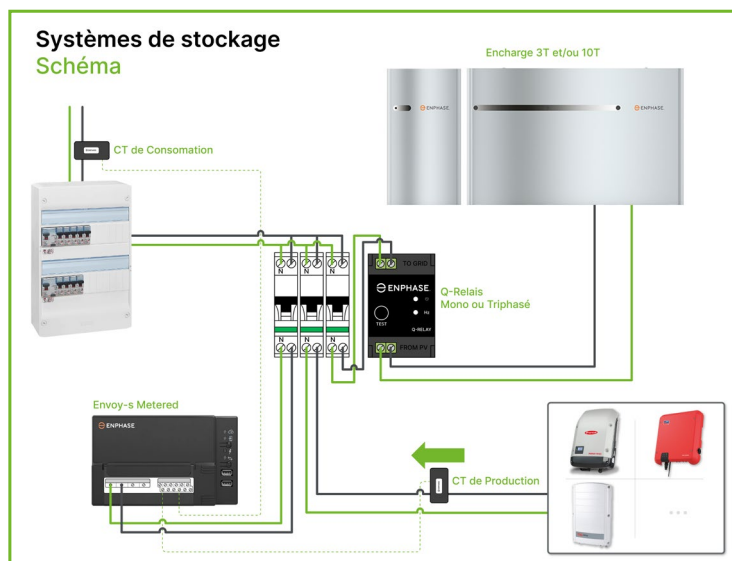 Systèmes de stockage
Schéma
Encharge 3T et/ou 10T
ENPHASE
ENPHASE
CT de Consomation
N
N
N
TO GRID
ENPHASE
Hz
TEST
Q-RELAY
FROM PV
Q-Relais
Mono ou Triphasé
N
N
N
Envoy-s Metered
ENPHASE
CT de Production